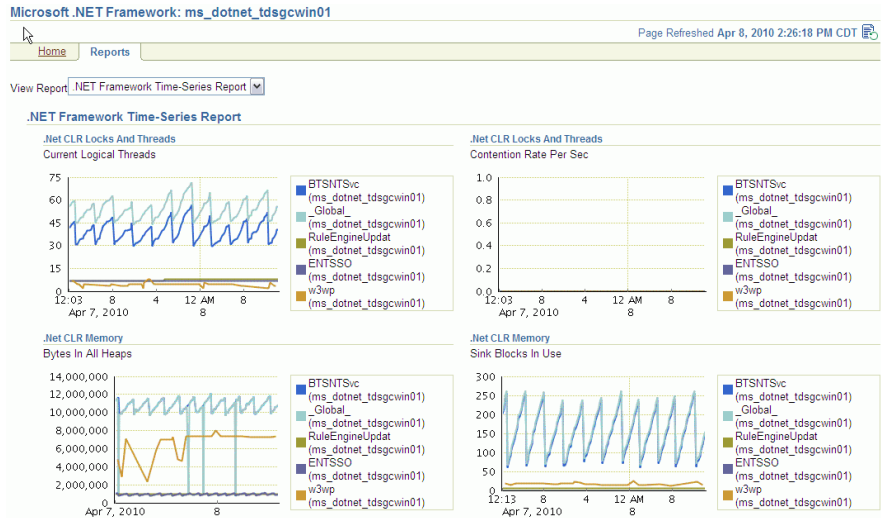 Microsoft .NET Framework: ms_dotnet_tdsgcwin01
Page Refreshed Apr 8, 2010 2:26:18 PM CDT
Home
Reports
View Report .NET Framework Time-Series Report
.NET Framework Time-Series Report
.Net CLR Locks And Threads
Current Logical Threads
75
60
45
30
15
0
12:03 8 4 12 AM 8
Apr 7, 2010 8
BTSNTSvc
(ms_dotnet_tdsgcwin01)
_Global_
(ms_dotnet_tdsgcwin01)
RuleEngineUpdat
(ms_dotnet_tdsgcwin01)
ENTSSO
(ms_dotnet_tdsgcwin01)
w3wp
(ms_dotnet_tdsgcwin01)
.Net CLR Locks And Threads
Contention Rate Per Sec
1.0
0.8
0.6
0.4
0.2
0.0
12:03 8 4 12 AM 8
Apr 7, 2010 8
BTSNTSvc
(ms_dotnet_tdsgcwin01)
_Global_
(ms_dotnet_tdsgcwin01)
RuleEngineUpdat
(ms_dotnet_tdsgcwin01)
ENTSSO
(ms_dotnet_tdsgcwin01)
w3wp
(ms_dotnet_tdsgcwin01)
.Net CLR Memory
Bytes In All Heaps
14,000,000
12,000,000
10,000,000
8,000,000
6,000,000
4,000,000
2,000,000
0
Apr 7, 2010 8
BTSNTSvc
(ms_dotnet_tdsgcwin01)
_Global_
(ms_dotnet_tdsgcwin01)
RuleEngineUpdat
(ms_dotnet_tdsgcwin01)
ENTSSO
(ms_dotnet_tdsgcwin01)
w3wp
(ms_dotnet_tdsgcwin01)
.Net CLR Memory
Sink Blocks In Use
300
250
200
150
100
50
0
12:13 8 4 12 AM 8
Apr 7, 2010 8
BTSNTSvc
(ms_dotnet_tdsgcwin01)
_Global_
(ms_dotnet_tdsgcwin01)
RuleEngineUpdat
(ms_dotnet_tdsgcwin01)
ENTSSO
(ms_dotnet_tdsgcwin01)
w3wp
(ms_dotnet_tdsgcwin01)